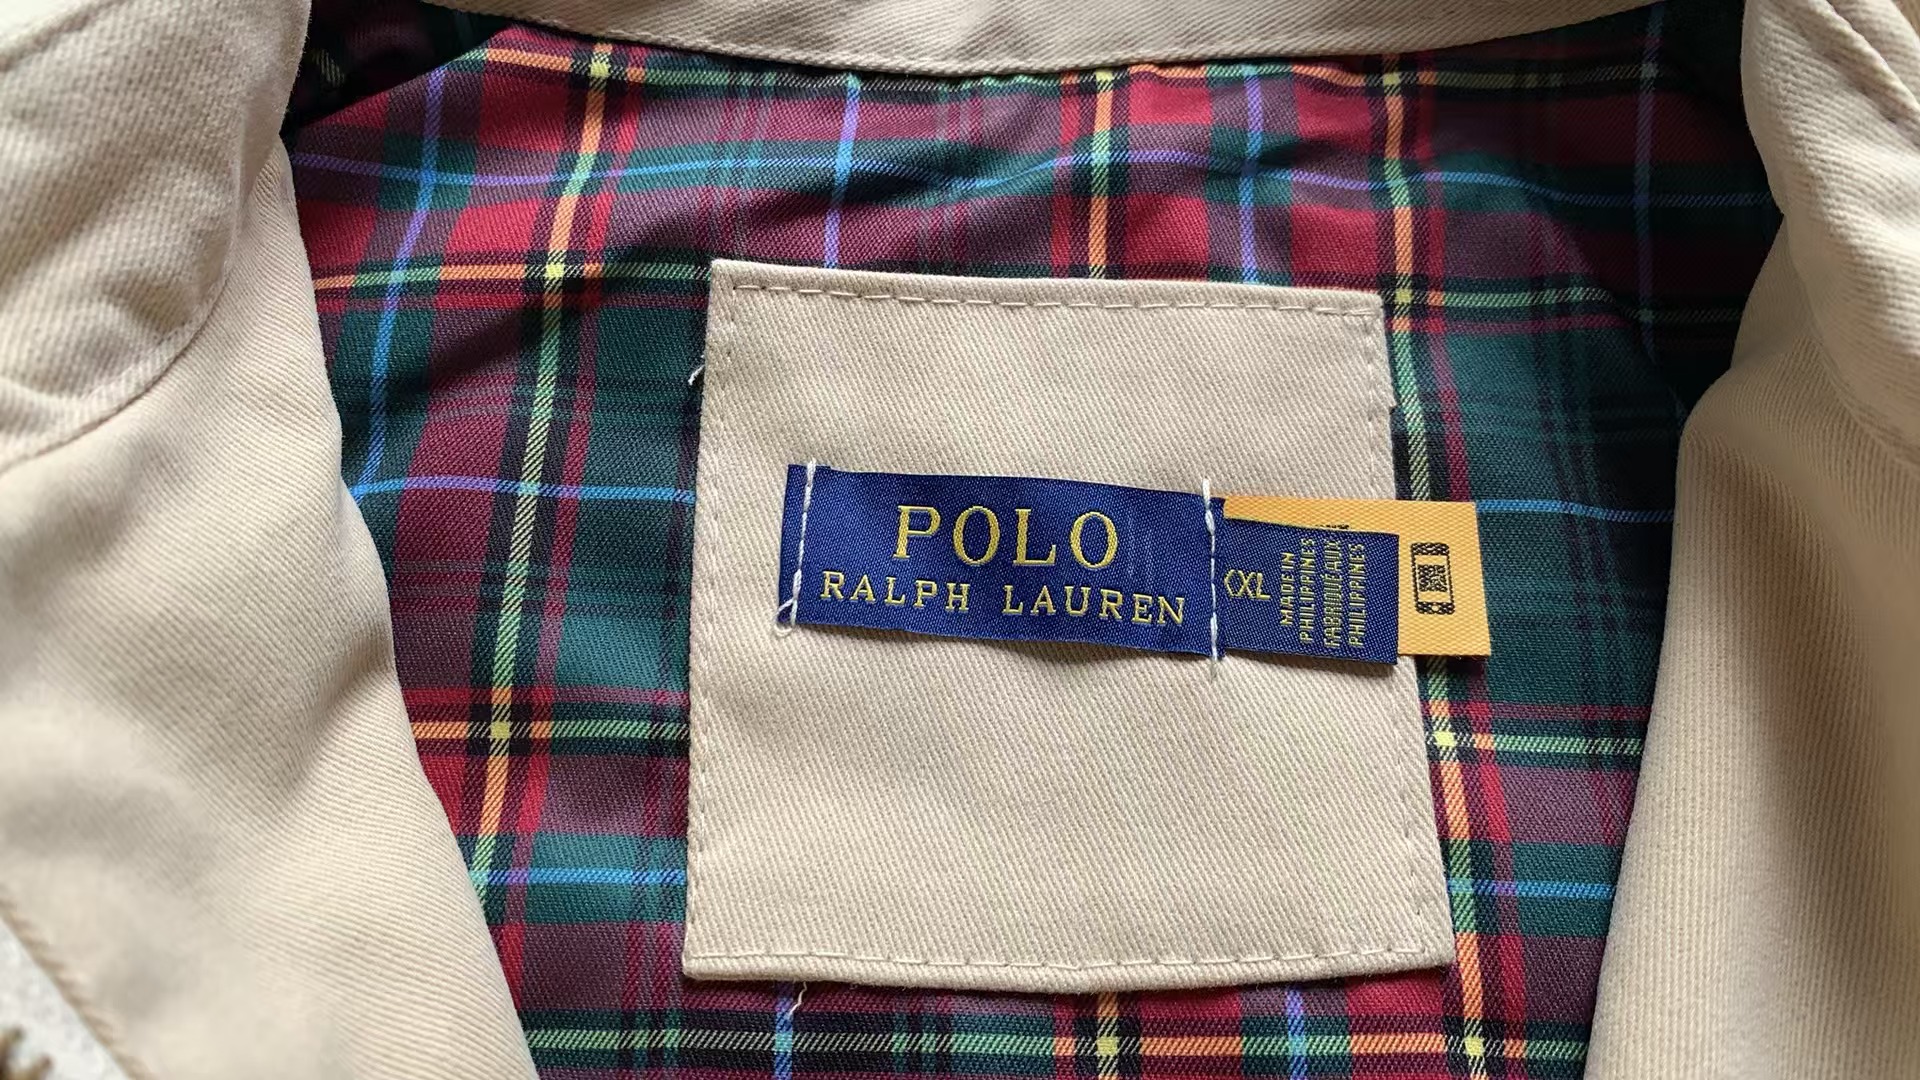 POLO
RALPH LAUREN
XL
MADE IN
PHILIPPINES
FABRIQUÉ AUX
PHILIPPINES